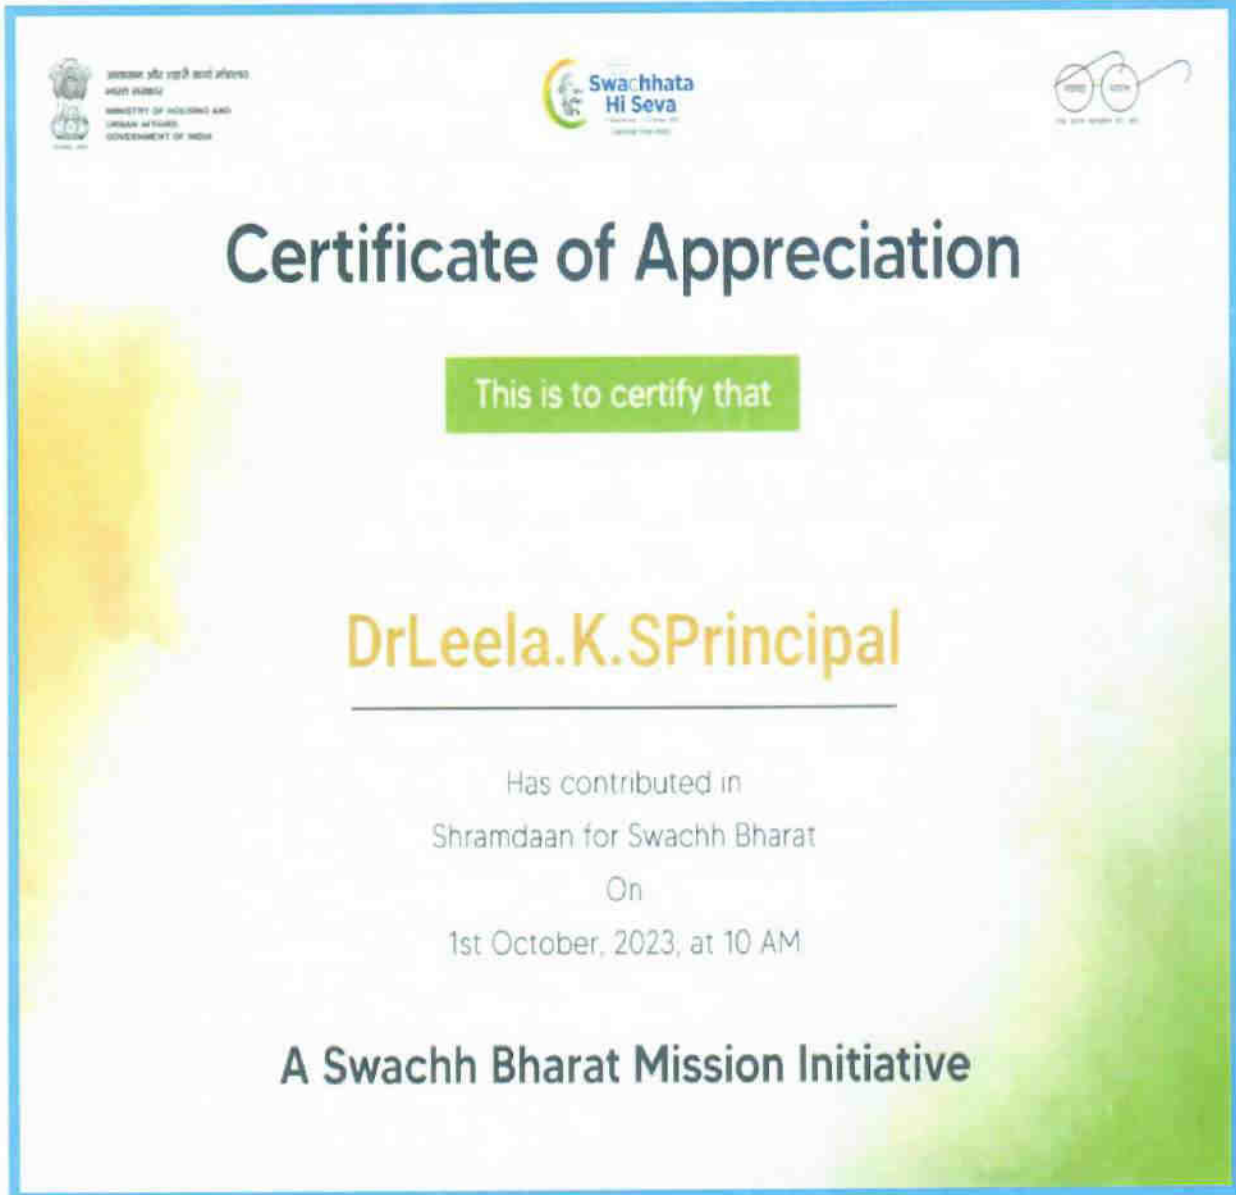 MINISTRY OF HOUSING AND
URBAN AFFAIRS
GOVERNMENT OF INDIA
Swachhata
Hi Seva
Certificate of Appreciation
This is to certify that
DrLeela.K.SPrincipal
Has contributed in
Shramdaan for Swachh Bharat
On
1st October, 2023, at 10 AM
A Swachh Bharat Mission Initiative